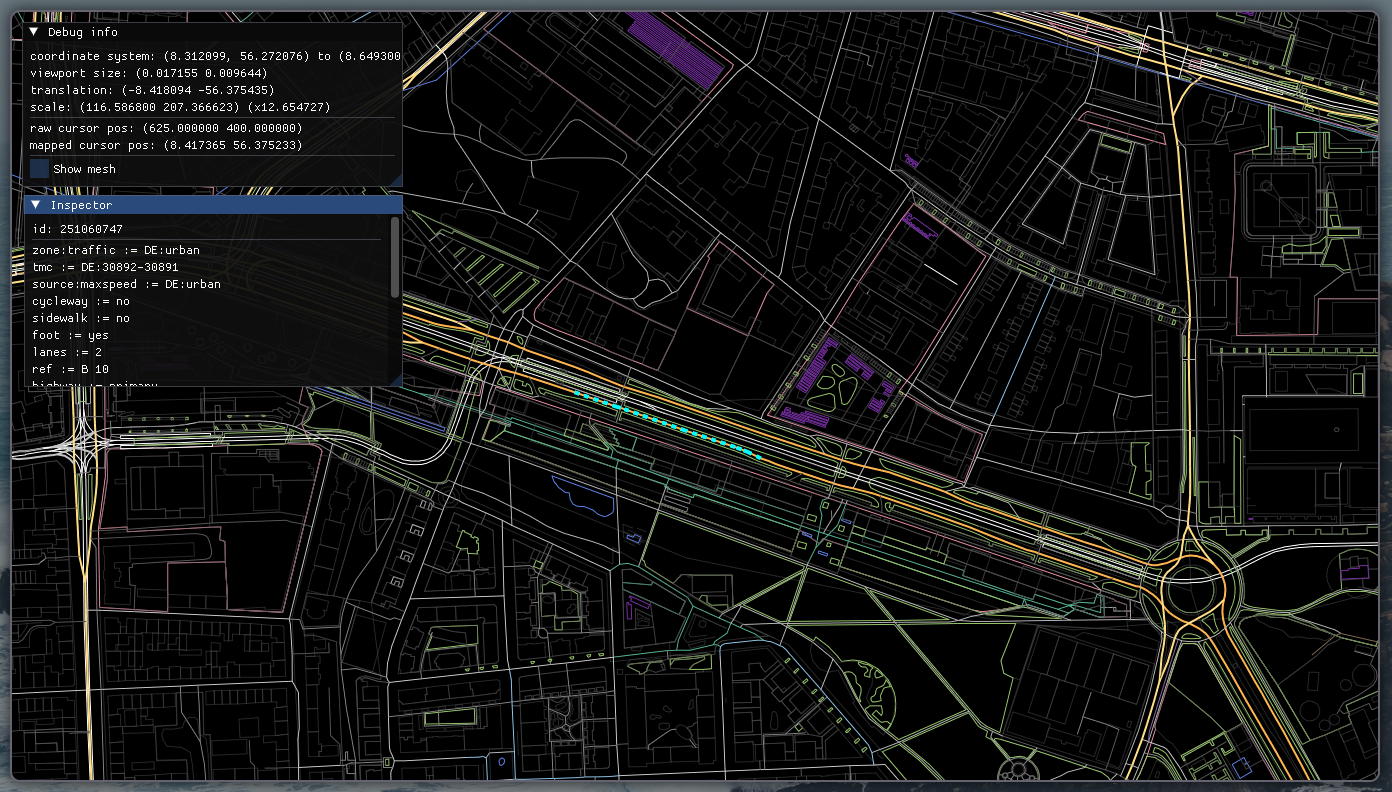 Debug info
coordinate system: (8.312099, 56.272076) to (8.649300
viewport size: (0.017155 0.009644)
translation: (-8.418094 -56.375435)
scale: (116.586800 207.366623) (x12.654727)
raw cursor pos: (625.000000 400.000000)
mapped cursor pos: (8.417365 56.375233)
Show mesh
Inspector
id: 251060747
zone:traffic := DE:urban
tmc := DE:30892-30891
source:maxspeed := DE:urban
cycleway := no
sidewalk := no
foot := yes
lanes := 2
ref := B 10
highway := primary